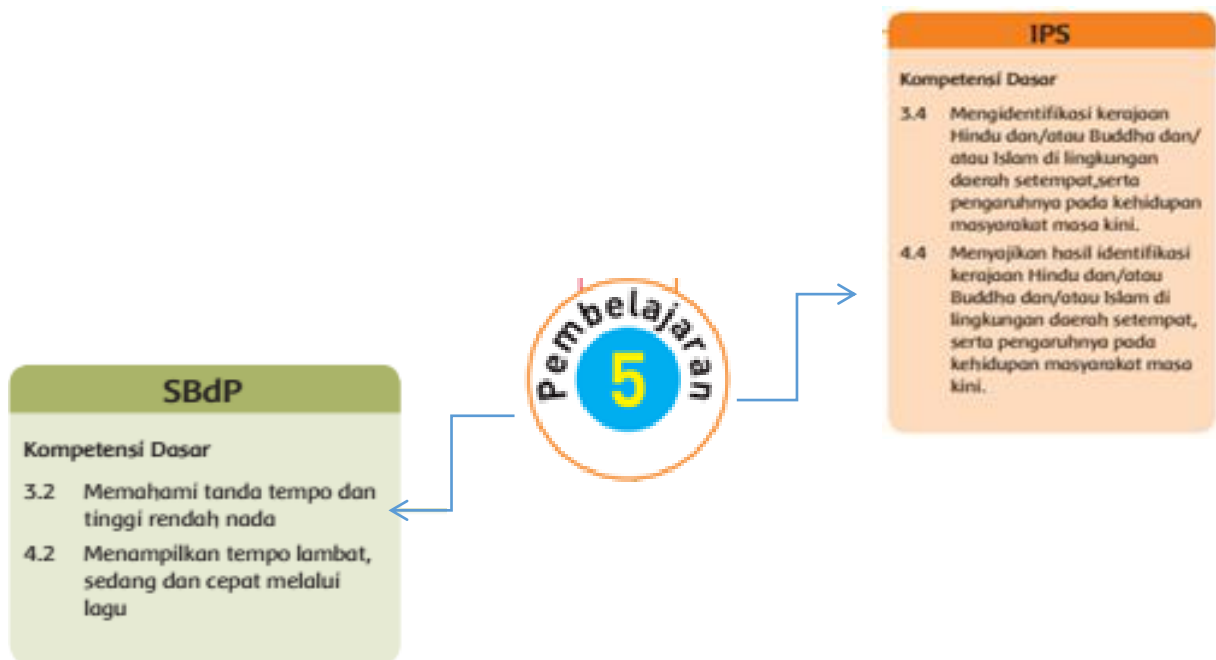 IPS
Kompetensi Dasar
3.4 Mengidentifikasi kerajaan
Hindu dan/atau Buddha dan/
atau Islam di lingkungan
daerah setempat,serta
pengaruhnya pada kehidupan
masyarakat masa kini.
4.4 Menyajikan hasil identifikasi
kerajaan Hindu dan/atau
Buddha dan/atau Islam di
lingkungan daerah setempat,
serta pengaruhnya pada
kehidupan masyarakat masa
kini.
Pembelajaran
5
SBdP
Kompetensi Dasar
3.2 Memahami tanda tempo dan
tinggi rendah nada
4.2 Menampilkan tempo lambat,
sedang dan cepat melalui
lagu